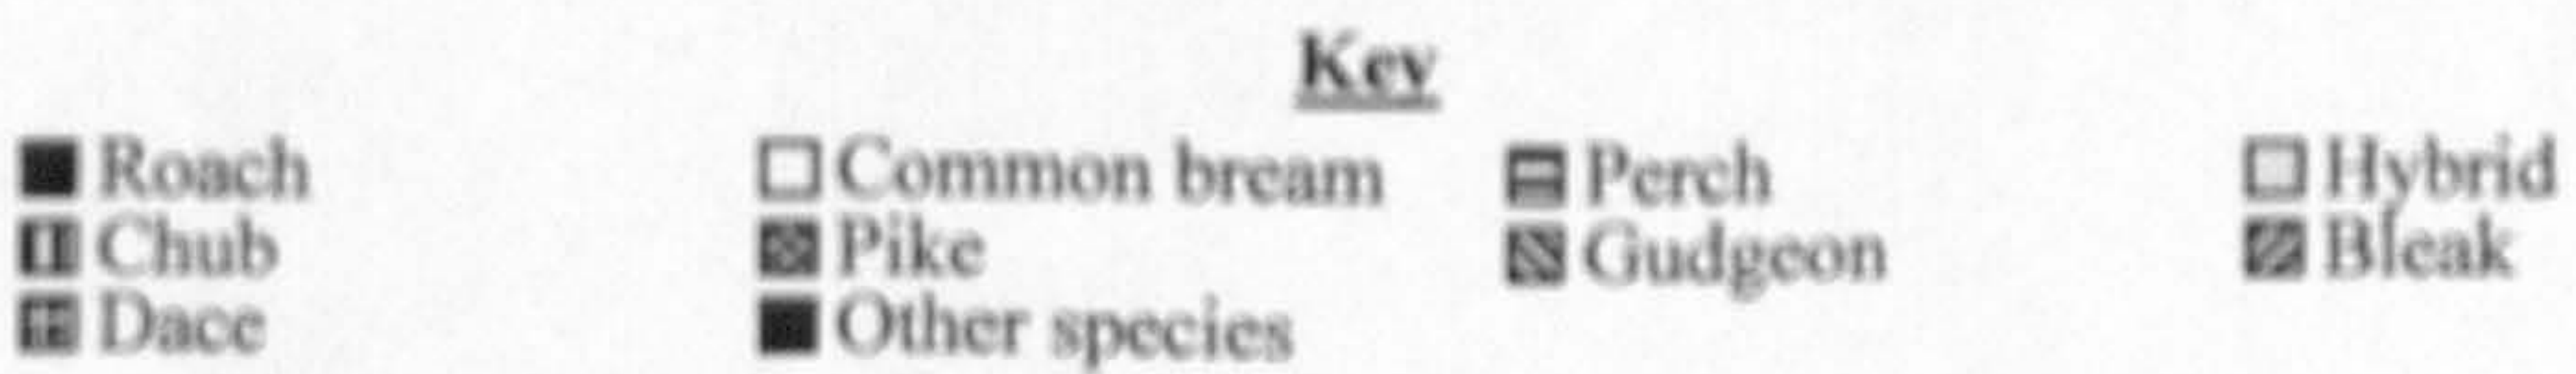 Key
Roach Common bream Perch Hybrid
Chub Pike Gudgeon Bleak
Dace Other species